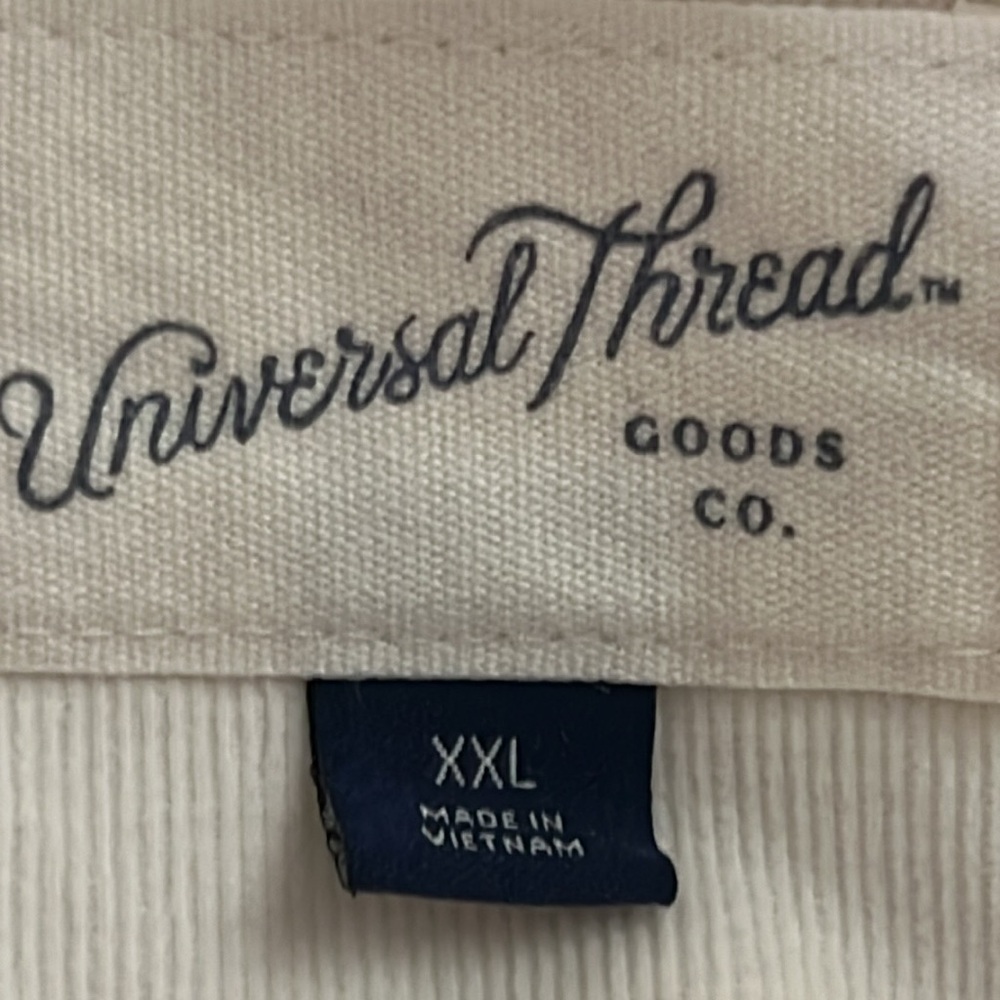 Universal Thread™
GOODS
CO.
XXL
MADE IN
VIETNAM